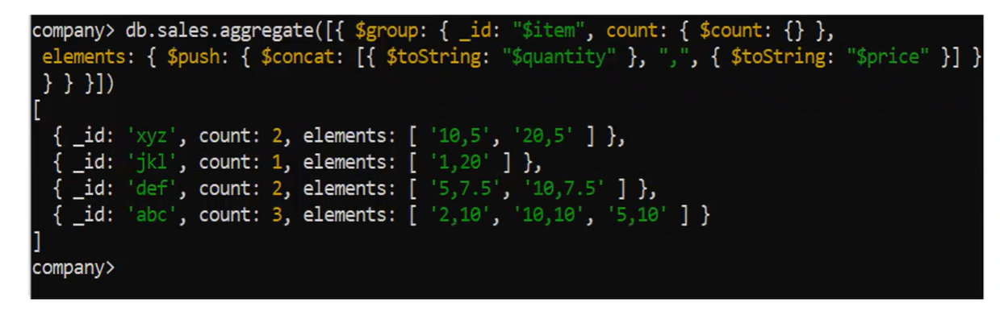 company> db.sales.aggregate([{ $group: { _id: "$item", count: { $count: {} },
elements: { $push: { $concat: [{ $toString: "$quantity" }, ",", { $toString: "$price" }] }
} } }])
[
{ _id: 'xyz', count: 2, elements: [ '10,5', '20,5' ] },
{ _id: 'jkl', count: 1, elements: [ '1,20' ] },
{ _id: 'def', count: 2, elements: [ '5,7.5', '10,7.5' ] },
{ _id: 'abc', count: 3, elements: [ '2,10', '10,10', '5,10' ] }
]
company>